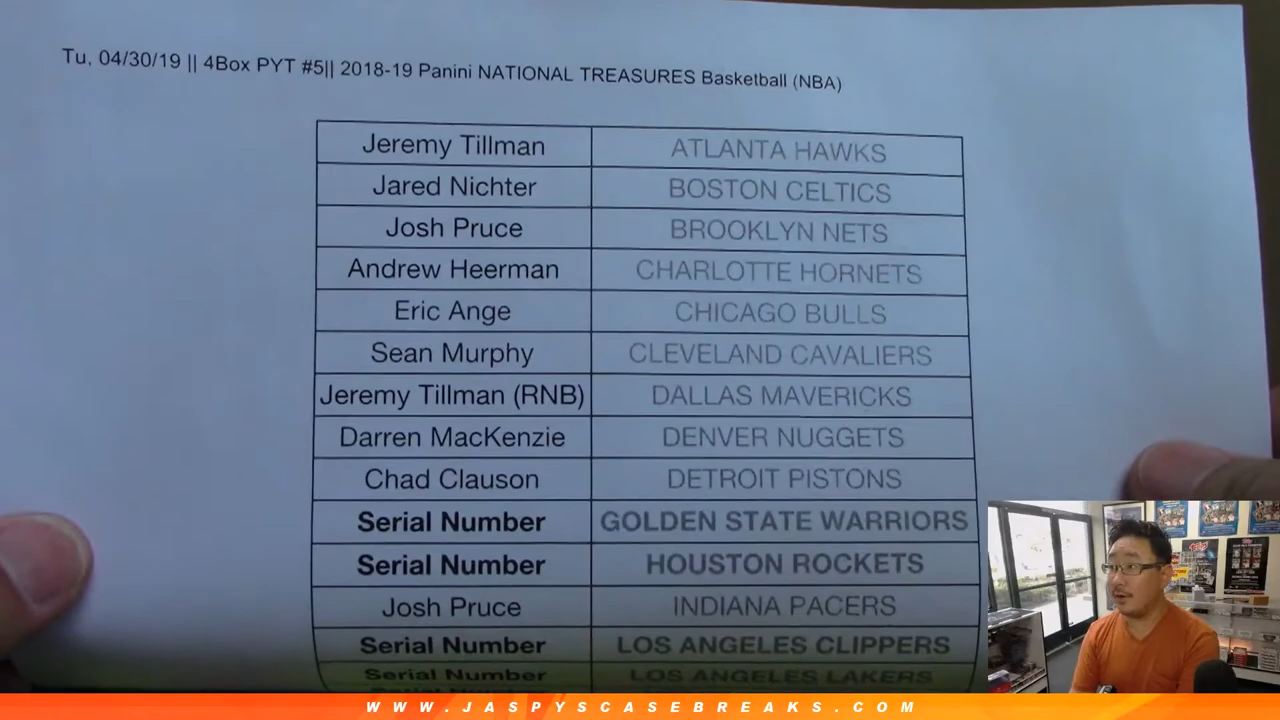 Tu, 04/30/19 || 4Box PYT #5|| 2018-19 Panini NATIONAL TREASURES Basketball (NBA)
Jeremy Tillman ATLANTA HAWKS
Jared Nichter BOSTON CELTICS
Josh Pruce BROOKLYN NETS
Andrew Heerman CHARLOTTE HORNETS
Eric Ange CHICAGO BULLS
Sean Murphy CLEVELAND CAVALIERS
Jeremy Tillman (RNB) DALLAS MAVERICKS
Darren MacKenzie DENVER NUGGETS
Chad Clauson DETROIT PISTONS
Serial Number GOLDEN STATE WARRIORS
Serial Number HOUSTON ROCKETS
Josh Pruce INDIANA PACERS
Serial Number LOS ANGELES CLIPPERS
Serial Number LOS ANGELES LAKERS
WWW.JASPYSCASEBREAKS.COM